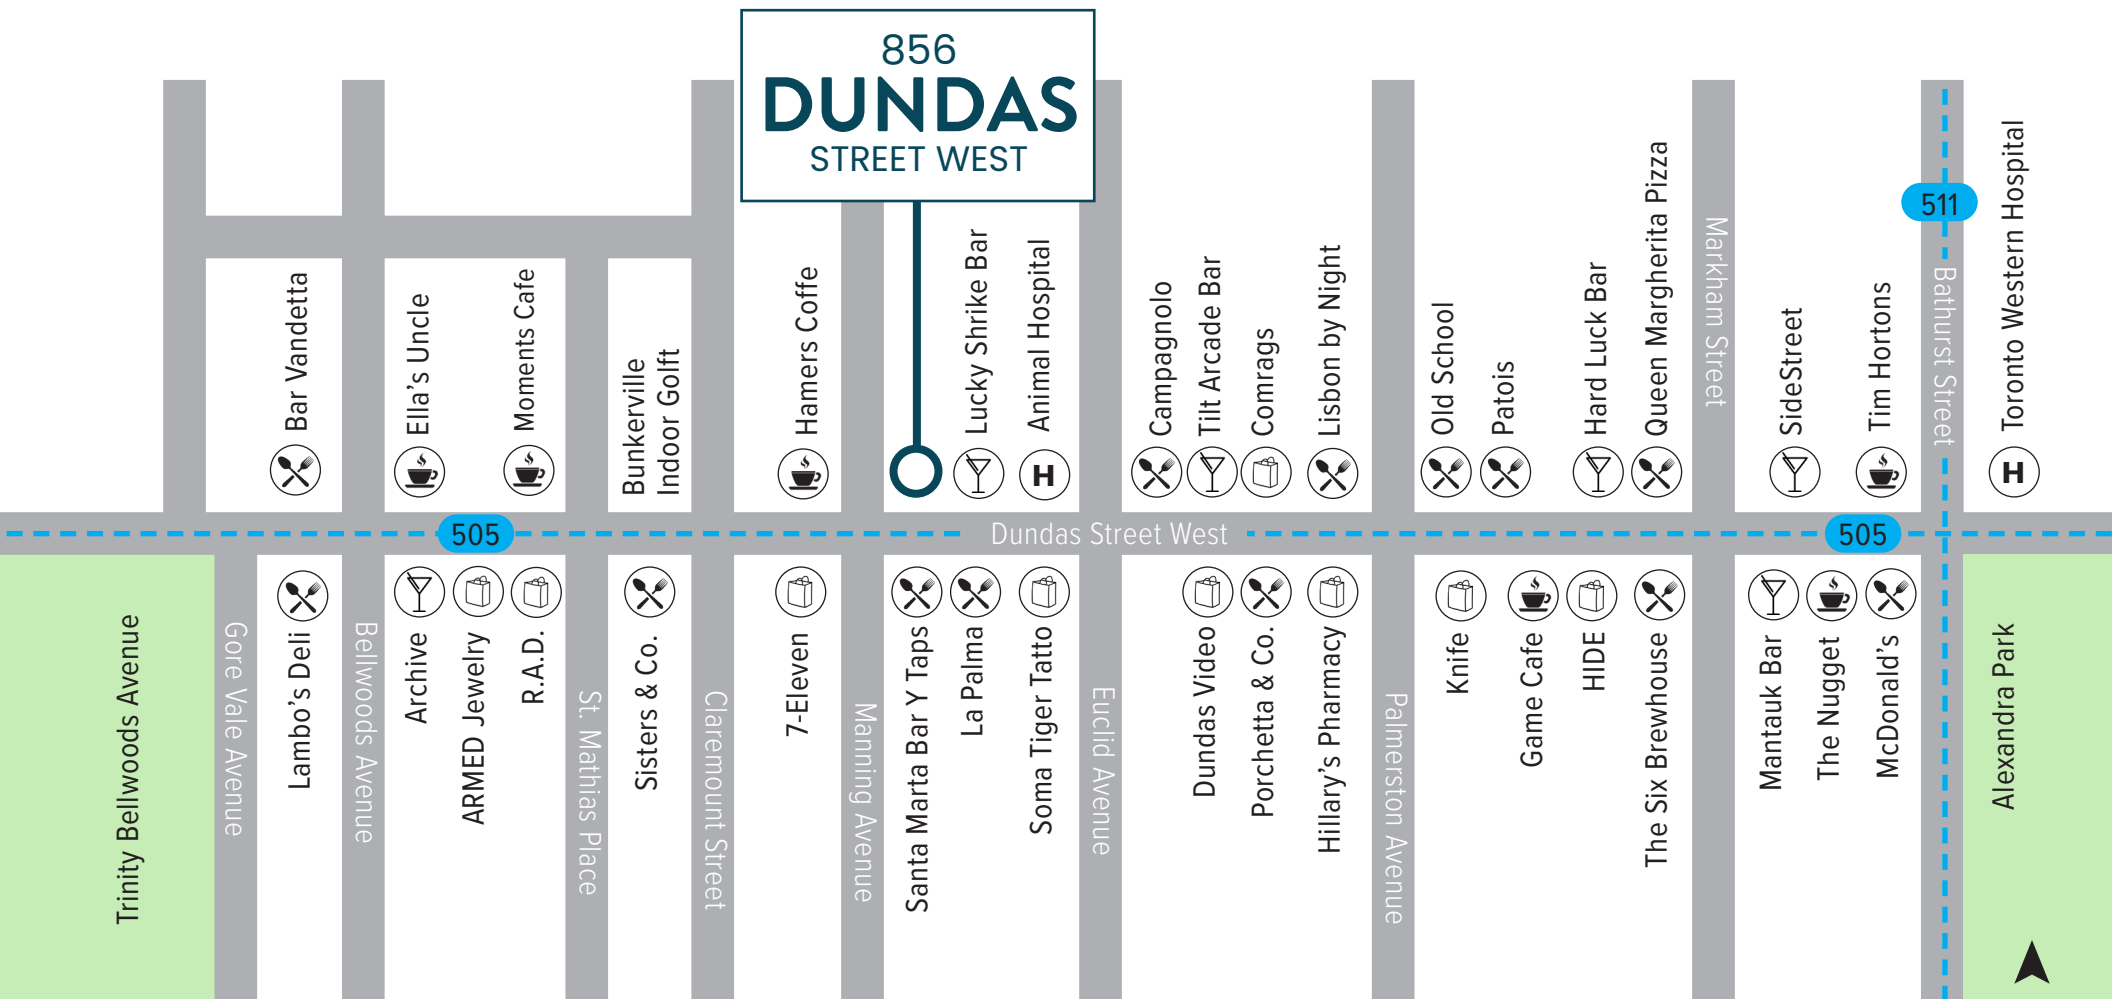 856
DUNDAS
STREET WEST
Bar Vandetta
Ella's Uncle
Moments Cafe
Bunkerville
Indoor Golft
Hamers Coffe
Lucky Shrike Bar
Animal Hospital
H
Campagnolo
Tilt Arcade Bar
Comrags
Lisbon by Night
Old School
Patois
Hard Luck Bar
Queen Margherita Pizza
Markham Street
SideStreet
Tim Hortons
511
Bathurst Street
Toronto Western Hospital
H
505
Dundas Street West
505
Trinity Bellwoods Avenue
Gore Vale Avenue
Lambo's Deli
Bellwoods Avenue
Archive
ARMED Jewelry
R.A.D.
St. Mathias Place
Sisters & Co.
Claremount Street
7-Eleven
Manning Avenue
Santa Marta Bar Y Taps
La Palma
Soma Tiger Tatto
Euclid Avenue
Dundas Video
Porchetta & Co.
Hillary's Pharmacy
Palmerston Avenue
Knife
Game Cafe
HIDE
The Six Brewhouse
Mantauk Bar
The Nugget
McDonald's
Alexandra Park